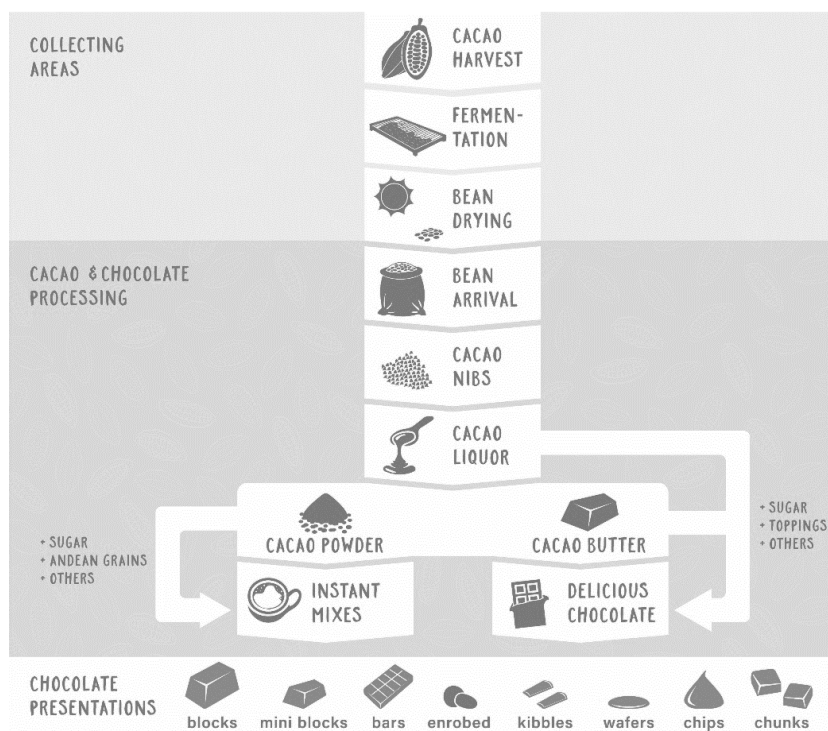 COLLECTING
AREAS
CACAO
HARVEST
FERMEN-
TATION
BEAN
DRYING
CACAO & CHOCOLATE
PROCESSING
BEAN
ARRIVAL
CACAO
NIBS
CACAO
LIQUOR
CACAO POWDER
CACAO BUTTER
+ SUGAR
+ ANDEAN GRAINS
+ OTHERS
+ SUGAR
+ TOPPINGS
+ OTHERS
INSTANT
MIXES
DELICIOUS
CHOCOLATE
CHOCOLATE
PRESENTATIONS
blocks
mini blocks
bars
enrobed
kibbles
wafers
chips
chunks